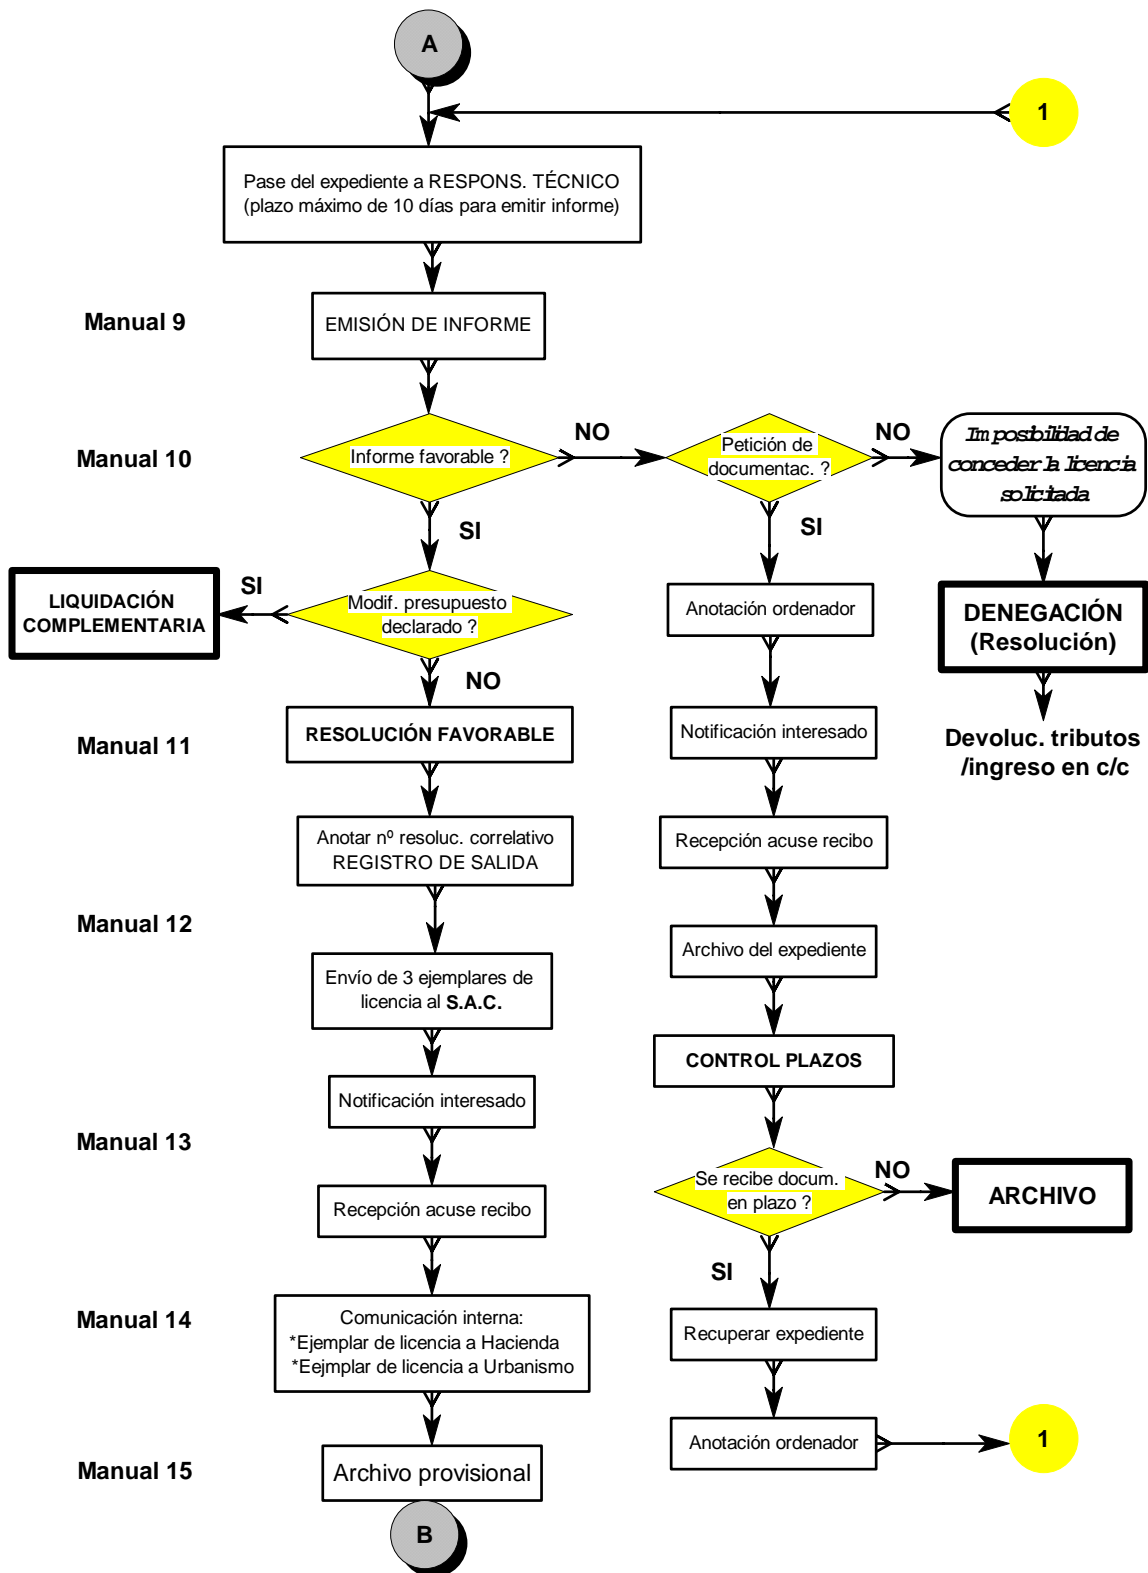 A
1
Pase del expediente a RESPONS. TÉCNICO
(plazo máximo de 10 días para emitir informe)
Manual 9
EMISIÓN DE INFORME
Manual 10
Informe favorable ?
NO
Petición de
documentac. ?
NO
Imposibilidad de
conceder la licencia
solicitada
SI
SI
LIQUIDACIÓN
COMPLEMENTARIA
SI
Modif. presupuesto
declarado ?
Anotación ordenador
DENEGACIÓN
(Resolución)
NO
Manual 11
RESOLUCIÓN FAVORABLE
Notificación interesado
Devoluc. tributos
/ingreso en c/c
Anotar nº resoluc. correlativo
REGISTRO DE SALIDA
Recepción acuse recibo
Manual 12
Archivo del expediente
Envío de 3 ejemplares de
licencia al S.A.C.
CONTROL PLAZOS
Notificación interesado
Manual 13
Se recibe docum.
en plazo ?
NO
ARCHIVO
Recepción acuse recibo
SI
Manual 14
Comunicación interna:
*Ejemplar de licencia a Hacienda
*Eejmplar de licencia a Urbanismo
Recuperar expediente
Anotación ordenador
1
Manual 15
Archivo provisional
B